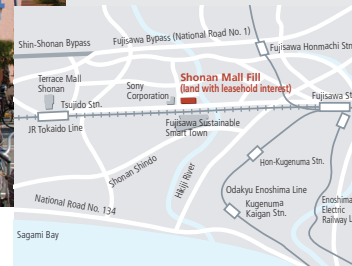 Shin-Shonan Bypass
Fujisawa Bypass (National Road No. 1)
Fujisawa Honmachi Stn.
Terrace Mall
Shonan
Sony
Corporation
Shonan Mall Fill
(land with leasehold interest)
Tsujido Stn.
Fujisawa
JR Tokaido Line
Fujisawa Sustainable
Smart Town
Shonan Shindo
Hikiji River
Hon-Kugenuma Stn.
Odakyu Enoshima Line
Kugenuma
Kaigan Stn.
Enoshima
Electric
Railway
National Road No. 134
Sagami Bay